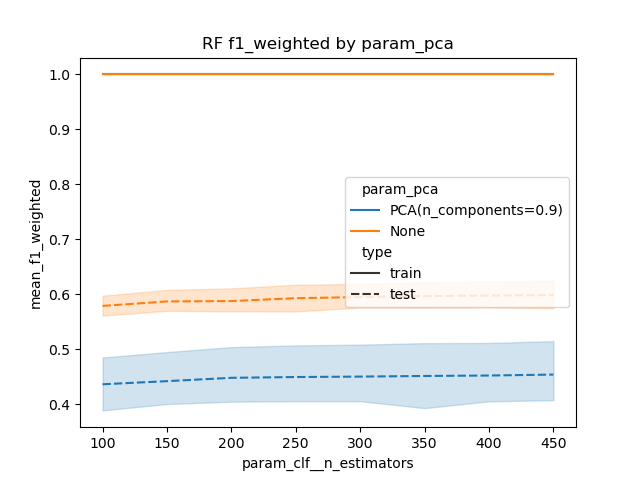 RF f1_weighted by param_pca
mean_f1_weighted
1.0
0.9
0.8
0.7
0.6
0.5
0.4
param_pca
PCA(n_components=0.9)
None
type
train
test
100 150 200 250 300 350 400 450
param_clf__n_estimators